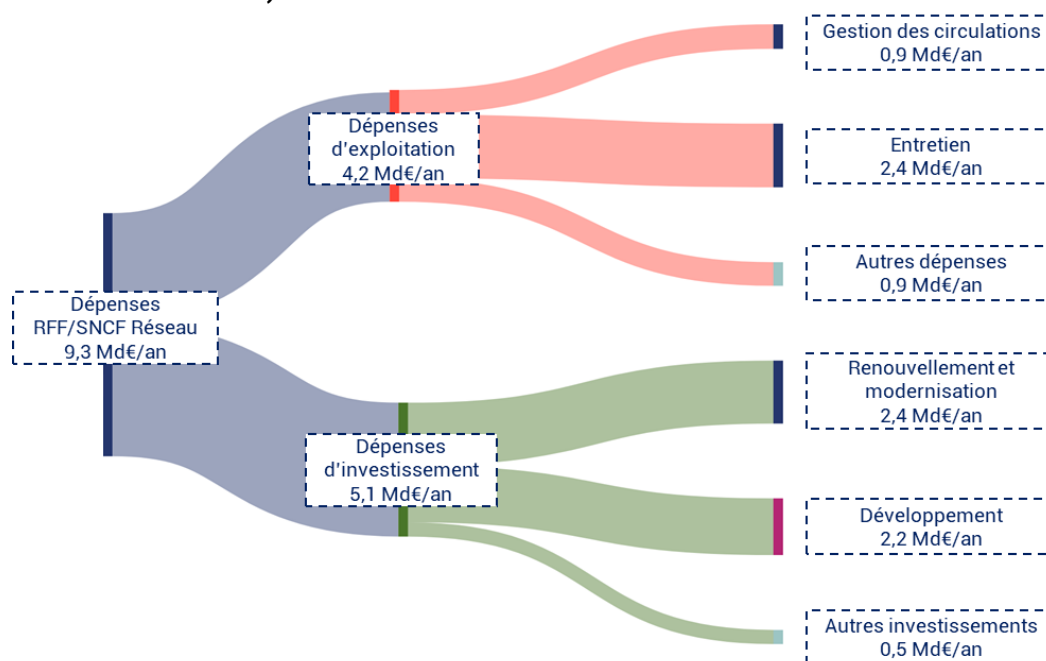 Gestion des circulations
0,9 Md€/an
Dépenses
d'exploitation
4,2 Md€/an
Entretien
2,4 Md€/an
Autres dépenses
0,9 Md€/an
Dépenses
RFF/SNCF Réseau
9,3 Md€/an
Renouvellement et
modernisation
2,4 Md€/an
Dépenses
d'investissement
5,1 Md€/an
Développement
2,2 Md€/an
Autres investissements
0,5 Md€/an